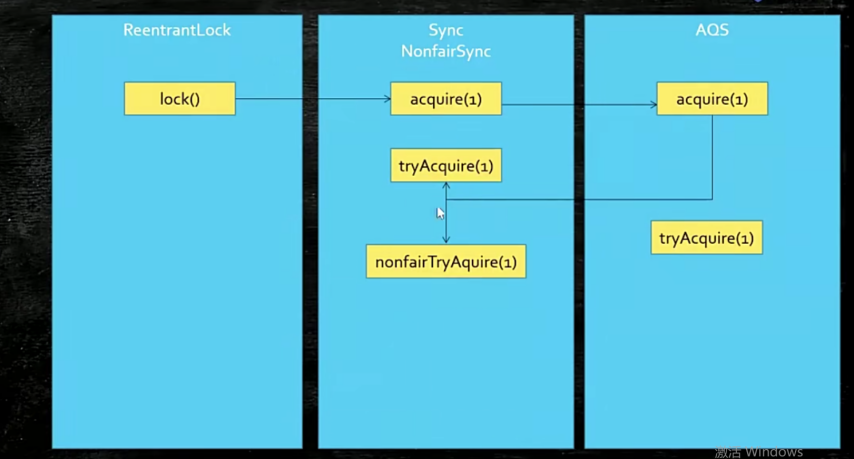 ReentrantLock
lock()
Sync
NonfairSync
acquire(1)
tryAcquire(1)
nonfairTryAquire(1)
AQS
acquire(1)
tryAcquire(1)
激活 Windows